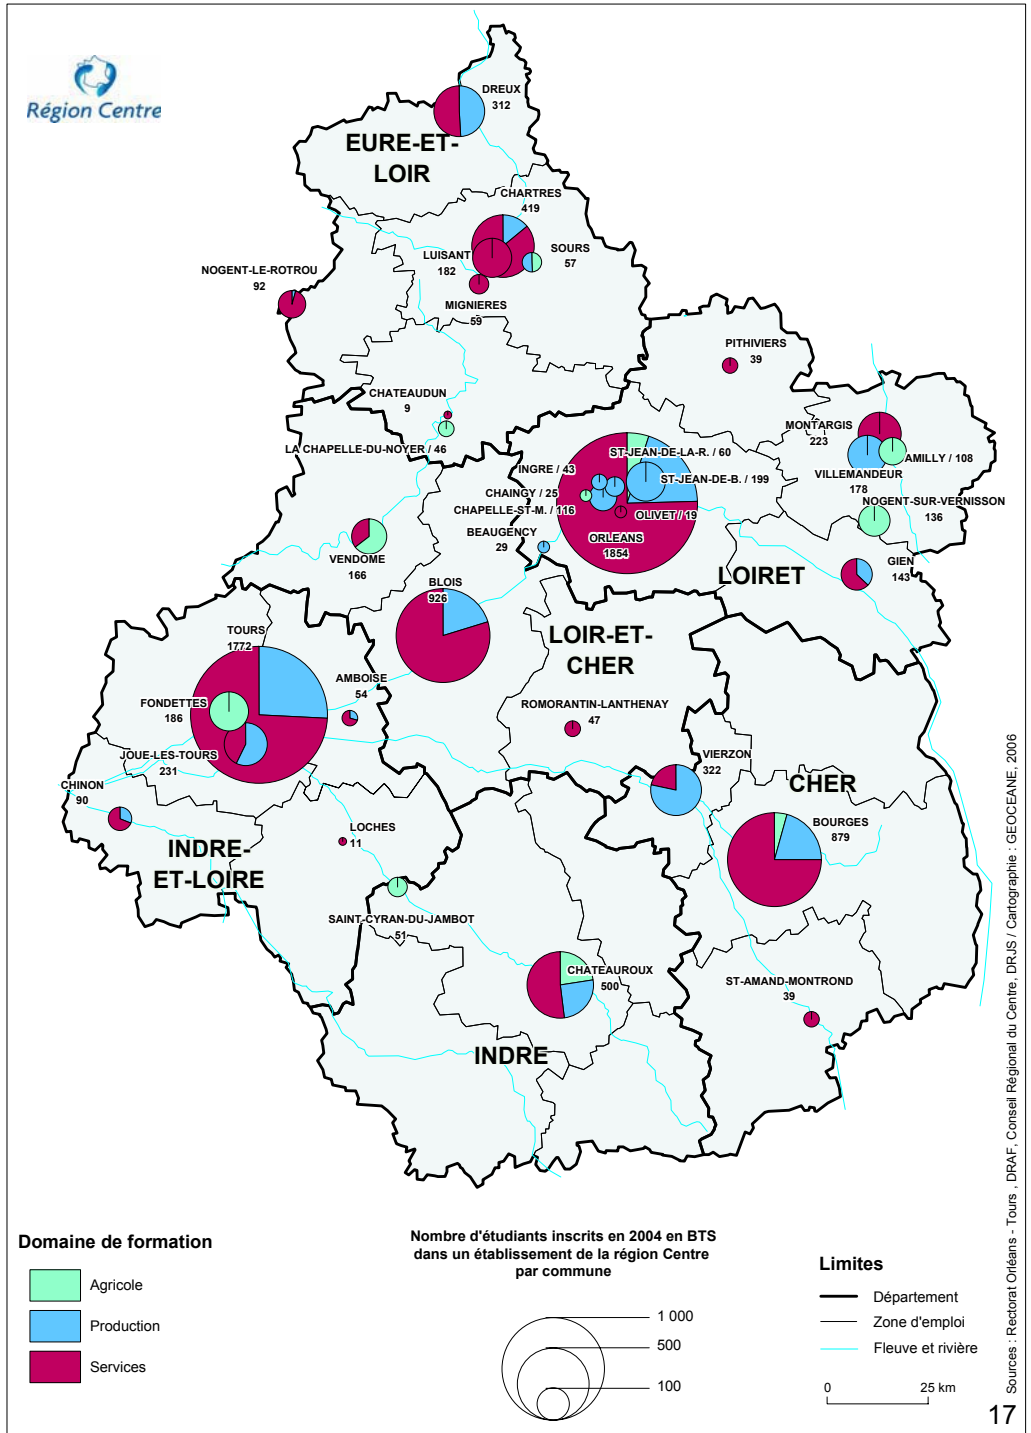 Région Centre
DREUX
312
EURE-ET-
LOIR
CHARTRES
419
LUISANT
182
SOURS
57
NOGENT-LE-ROTROU
92
MIGNIERES
59
PITHIVIERS
39
CHATEAUDUN
9
MONTARGIS
223
LA CHAPELLE-DU-NOYER / 46
ST-JEAN-DE-LA-R. / 60
AMILLY / 108
INGRE / 43
ST-JEAN-DE-B. / 199
VILLEMANDEUR
178
CHAINGY / 25
NOGENT-SUR-VERNISSON
136
CHAPELLE-ST-M. / 116
OLIVET / 19
BEAUGENCY
29
ORLEANS
1854
VENDOME
166
GIEN
143
LOIRET
BLOIS
926
TOURS
1772
LOIR-ET-
CHER
AMBOISE
54
FONDETTES
186
ROMORANTIN-LANTHENAY
47
JOUE-LES-TOURS
231
VIERZON
322
CHINON
90
CHER
BOURGES
879
LOCHES
11
INDRE-
ET-LOIRE
SAINT-CYRAN-DU-JAMBOT
51
CHATEAUROUX
500
ST-AMAND-MONTROND
39
INDRE
Domaine de formation
Agricole
Production
Services
Nombre d'étudiants inscrits en 2004 en BTS
dans un établissement de la région Centre
par commune
1 000
500
100
Limites
Département
Zone d'emploi
Fleuve et rivière
0 25 km
Sources : Rectorat Orléans - Tours , DRAF, Conseil Régional du Centre, DRJS / Cartographie : GEOCEANE, 2006
17